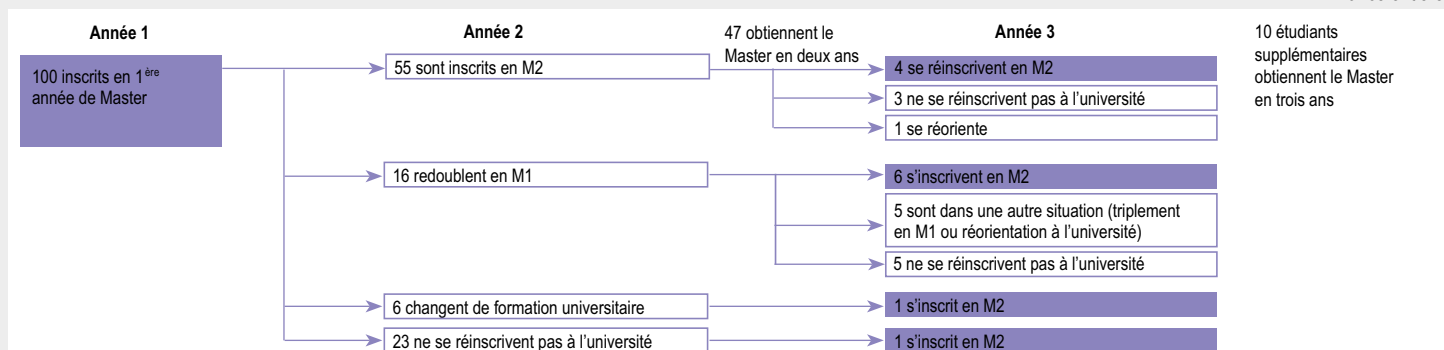 Année 1
Année 2
47 obtiennent le
Master en deux ans
Année 3
10 étudiants
supplémentaires
obtiennent le Master
en trois ans
100 inscrits en 1ère
année de Master
55 sont inscrits en M2
4 se réinscrivent en M2
3 ne se réinscrivent pas à l'université
1 se réoriente
16 redoublent en M1
6 s'inscrivent en M2
5 sont dans une autre situation (triplement
en M1 ou réorientation à l'université)
5 ne se réinscrivent pas à l'université
6 changent de formation universitaire
1 s'inscrit en M2
23 ne se réinscrivent pas à l'université
1 s'inscrit en M2